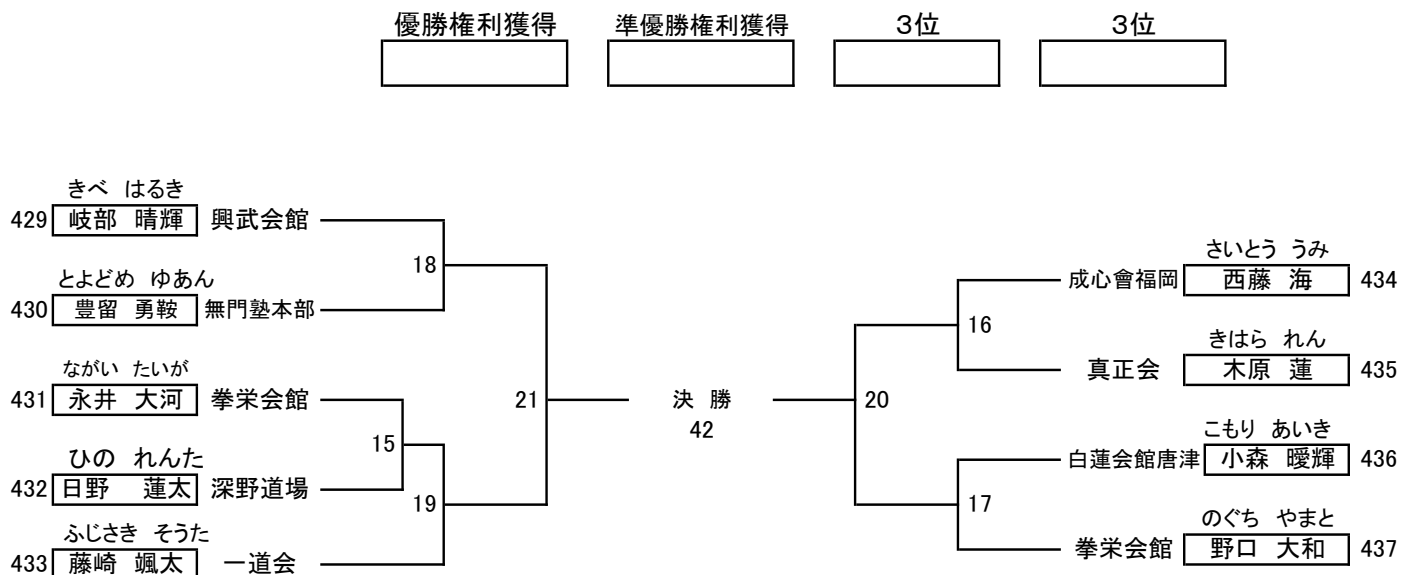 優勝権利獲得 準優勝権利獲得 3位 3位
きべ はるき
429 岐部 晴輝 興武会館
18
とよどめ ゆあん
430 豊留 勇鞍 無門塾本部
ながい たいが
431 永井 大河 拳栄会館
15
ひの れんた
432 日野 蓮太 深野道場
19
ふじさき そうた
433 藤崎 颯太 一道会
21
決 勝
42
20
さいとう うみ
成心會福岡 西藤 海 434
16
きはら れん
真正会 木原 蓮 435
こもり あいき
白蓮会館唐津 小森 曖輝 436
17
のぐち やまと
拳栄会館 野口 大和 437